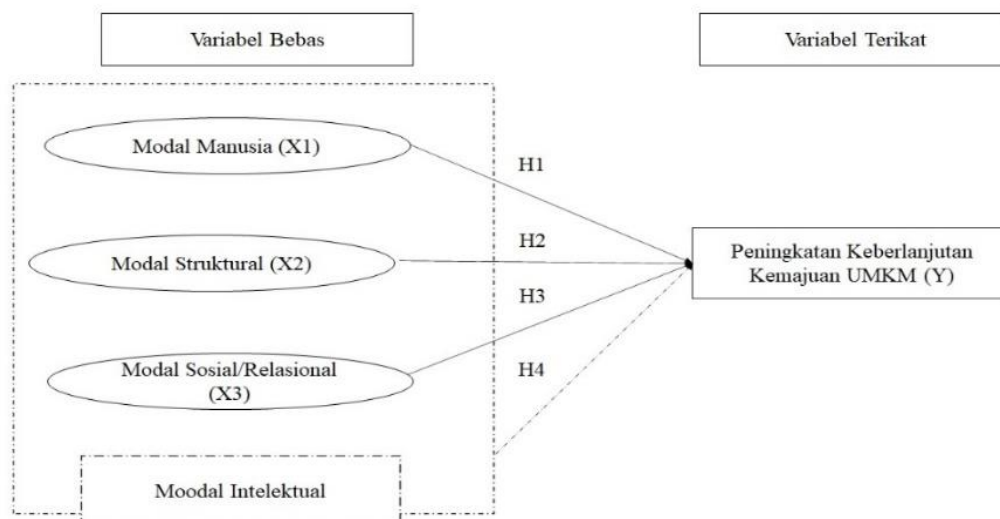 Variabel Bebas
Variabel Terikat
Modal Manusia (X1)
H1
H2
Modal Struktural (X2)
Peningkatan Keberlanjutan
Kemajuan UMKM (Y)
H3
Modal Sosial/Relasional
(X3)
H4
Moodal Intelektual